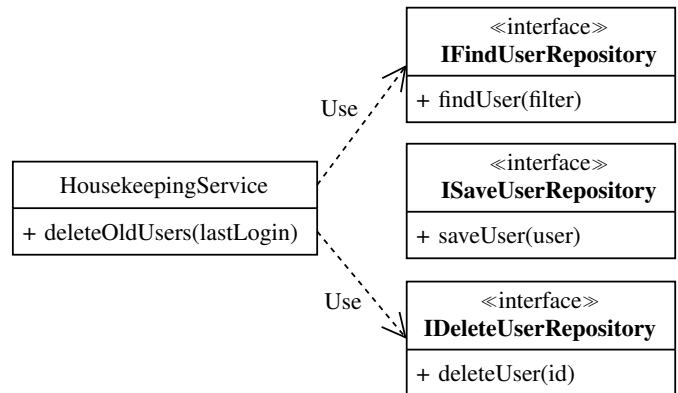 ≪interface≫
IFindUserRepository
+ findUser(filter)
Use
HousekeepingService
+ deleteOldUsers(lastLogin)
≪interface≫
ISaveUserRepository
+ saveUser(user)
Use
≪interface≫
IDeleteUserRepository
+ deleteUser(id)